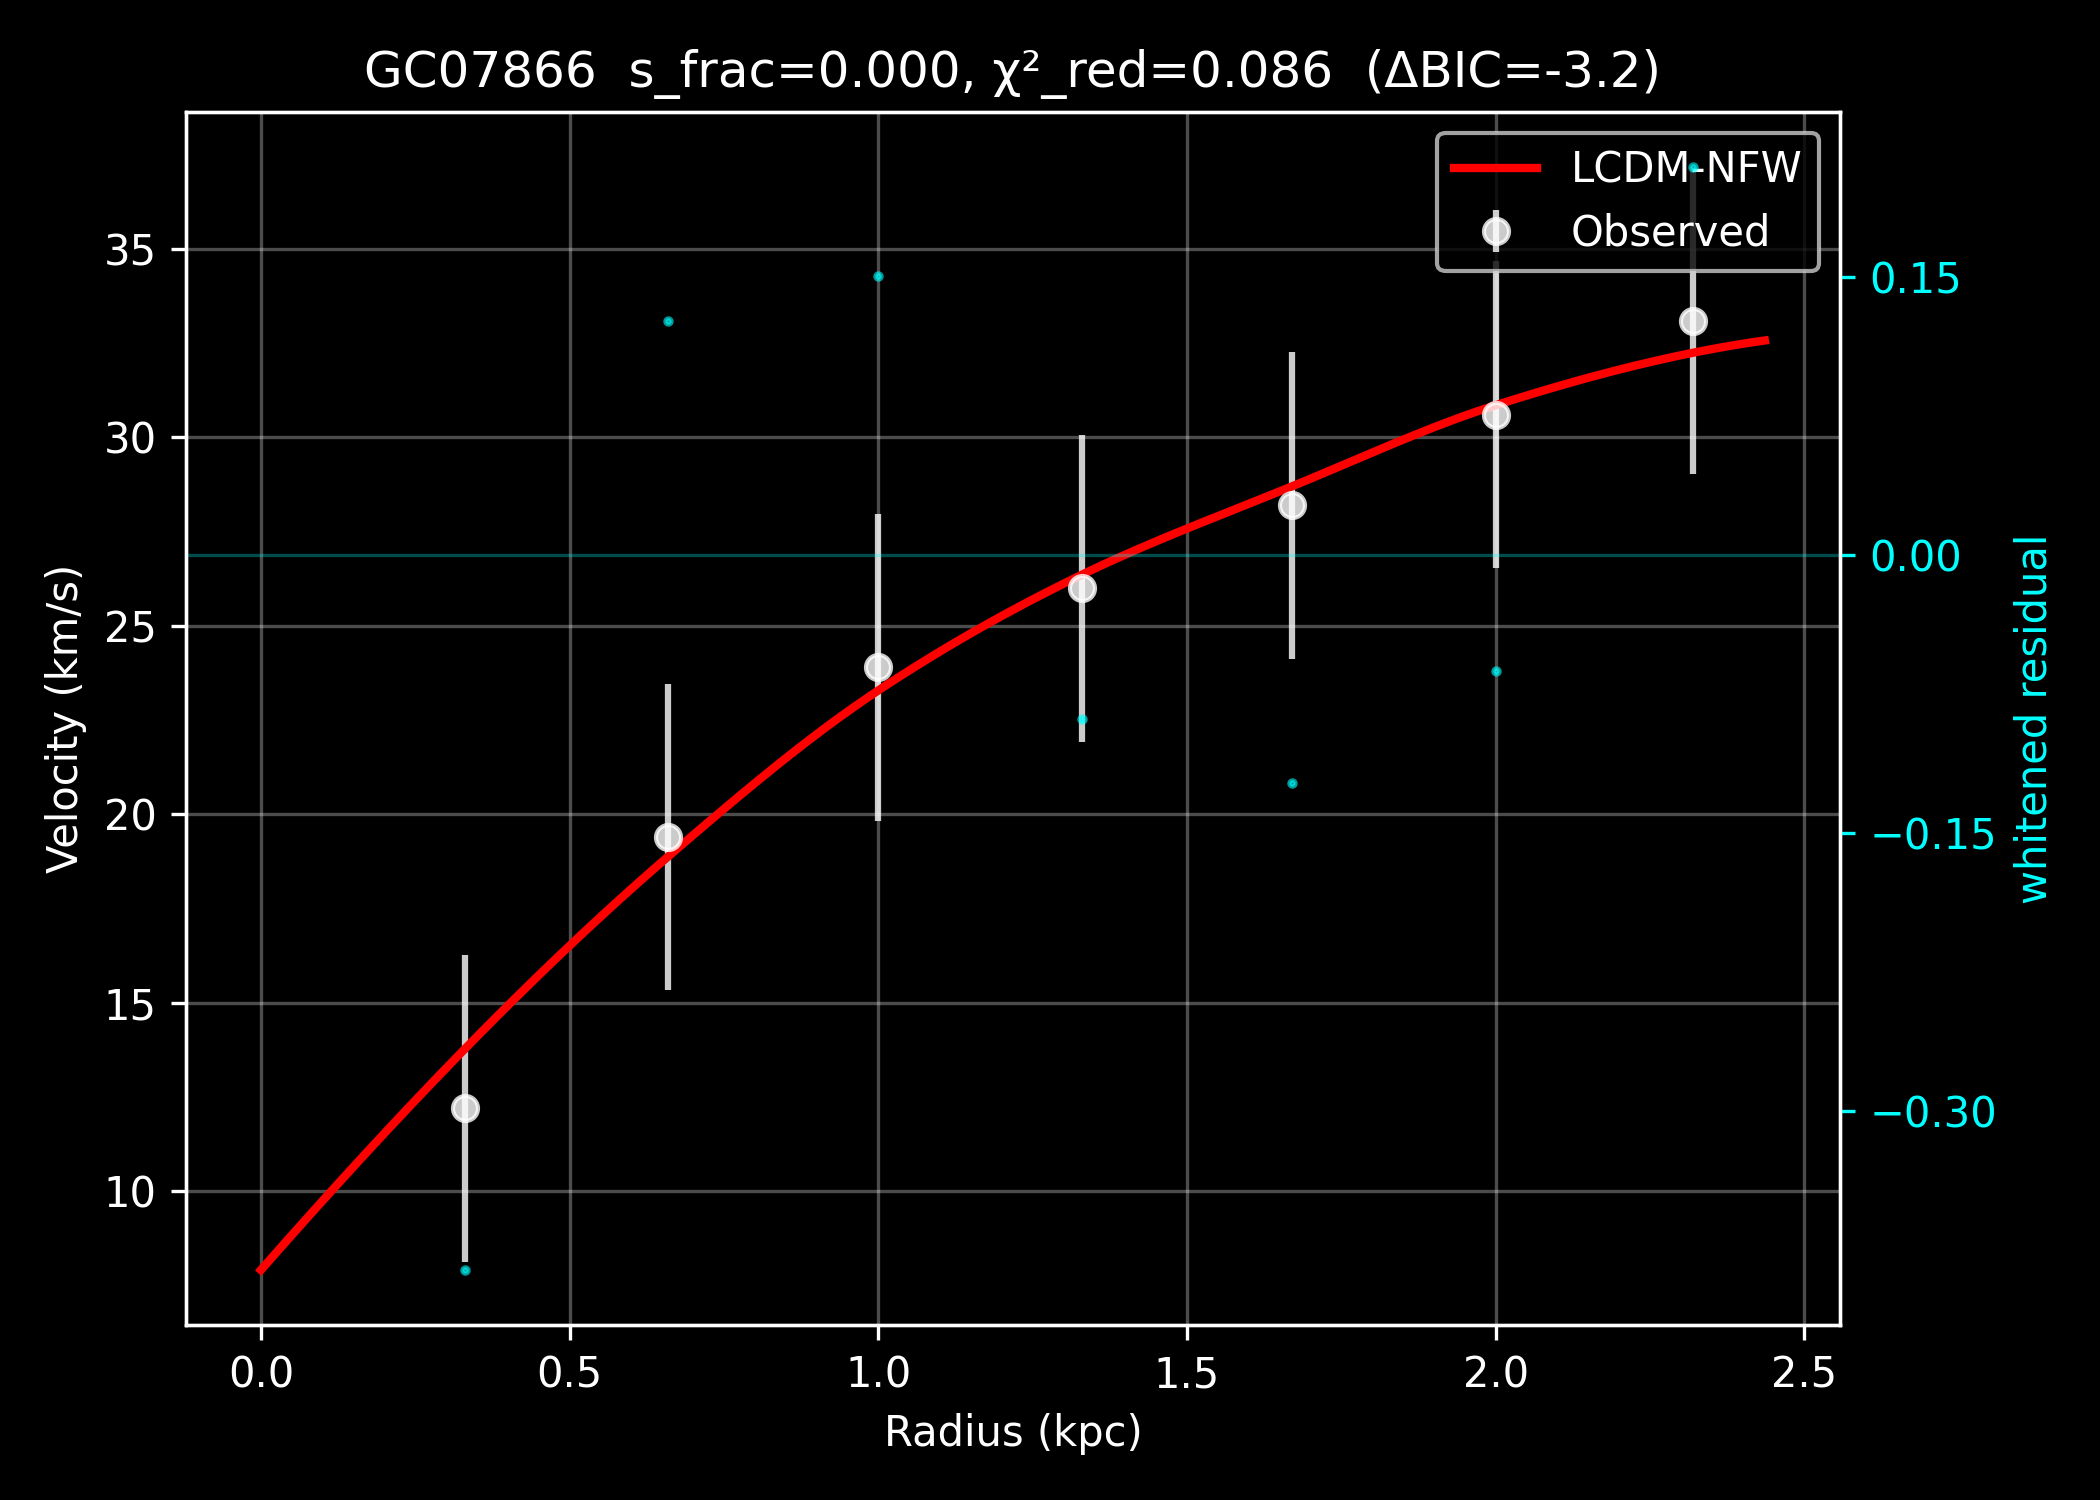 GC07866  s_frac=0.000, χ²_red=0.086  (ΔBIC=-3.2)
LCDM-NFW
Observed
35
30
25
20
15
10
Velocity (km/s)
0.15
0.00
−0.15
−0.30
whitened residual
0.0
0.5
1.0
1.5
2.0
2.5
Radius (kpc)